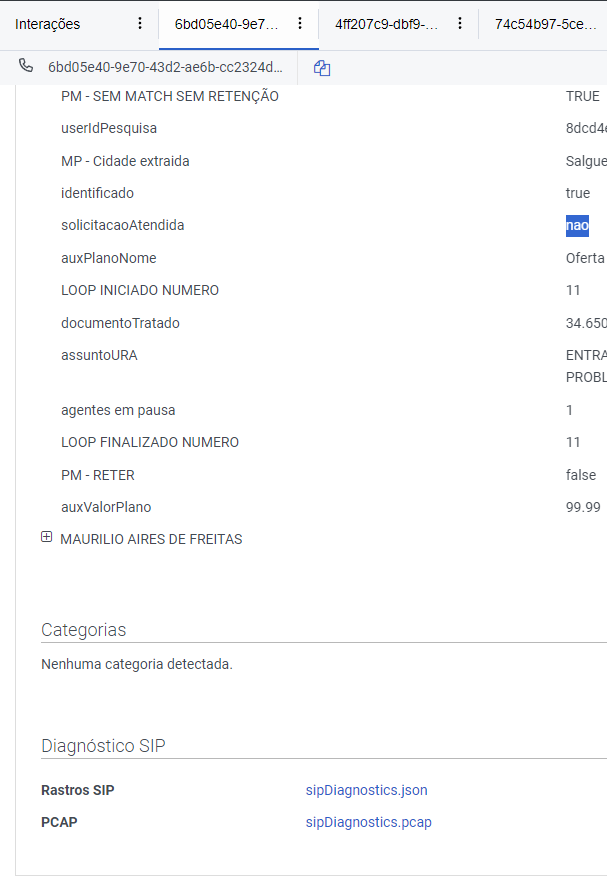 Interações 6bd05e40-9e7... 4ff207c9-dbf9-... 74c54b97-5ce...
6bd05e40-9e70-43d2-ae6b-cc2324d...
PM - SEM MATCH SEM RETENÇÃO TRUE
userIdPesquisa 8dcd4e
MP - Cidade extraida Salgue
identificado true
solicitacaoAtendida nao
auxPlanoNome Oferta
LOOP INICIADO NUMERO 11
documentoTratado 34.650
assuntoURA ENTRA
PROBL
agentes em pausa 1
LOOP FINALIZADO NUMERO 11
PM - RETER false
auxValorPlano 99.99
MAURILIO AIRES DE FREITAS
Categorias
Nenhuma categoria detectada.
Diagnóstico SIP
Rastros SIP sipDiagnostics.json
PCAP sipDiagnostics.pcap